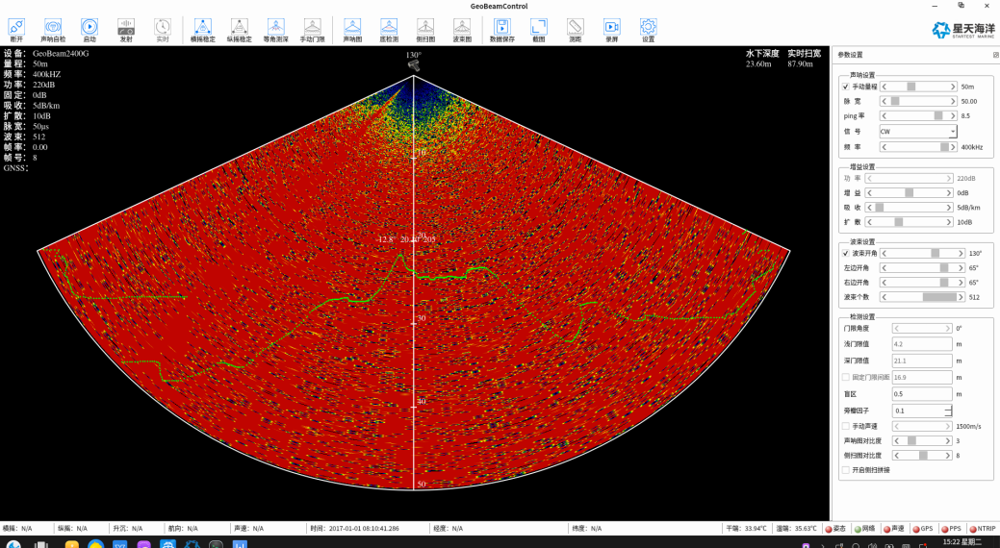 GeoBeamControl
断开 声呐自检 启动 发射 实时 横摇稳定 纵摇稳定 等角测深 手动门限 声呐图 底检测 侧扫图 波束图 数据保存 截图 测距 录屏 设置
星天海洋
STARTEST MARINE
设 备： GeoBeam2400G
量 程： 50m
频 率： 400kHZ
功 率： 220dB
固 定： 0dB
吸 收： 5dB/km
扩 散： 10dB
脉 宽： 50μs
波 束： 512
帧 率： 0.00
帧 号： 8
GNSS：
130°
水下深度 实时扫宽
23.60m 87.90m
10
30
40
50
参数设置
声呐设置
手动量程 50m
脉 宽 50.00
ping 率 8.5
信 号 CW
频 率 400kHz
增益设置
功 率 220dB
增 益 0dB
吸 收 5dB/km
扩 散 10dB
波束设置
波束开角 130°
左边开角 65°
右边开角 65°
波束个数 512
检测设置
门限角度 0°
浅门限值 4.2 m
深门限值 21.1 m
固定门限间距 16.9 m
盲区 0.5 m
旁瓣因子 0.1
手动声速 1500m/s
声呐图对比度 3
侧扫图对比度 8
开启侧扫拼接
横摇： N/A 纵摇： N/A 升沉： N/A 航向： N/A 声速： N/A 时间： 2017-01-01 08:10:41.286 经度： N/A 纬度： N/A 干端： 33.94℃ 湿端： 35.63℃ 姿态 网络 声速 GPS PPS NTRIP
15:22 星期二